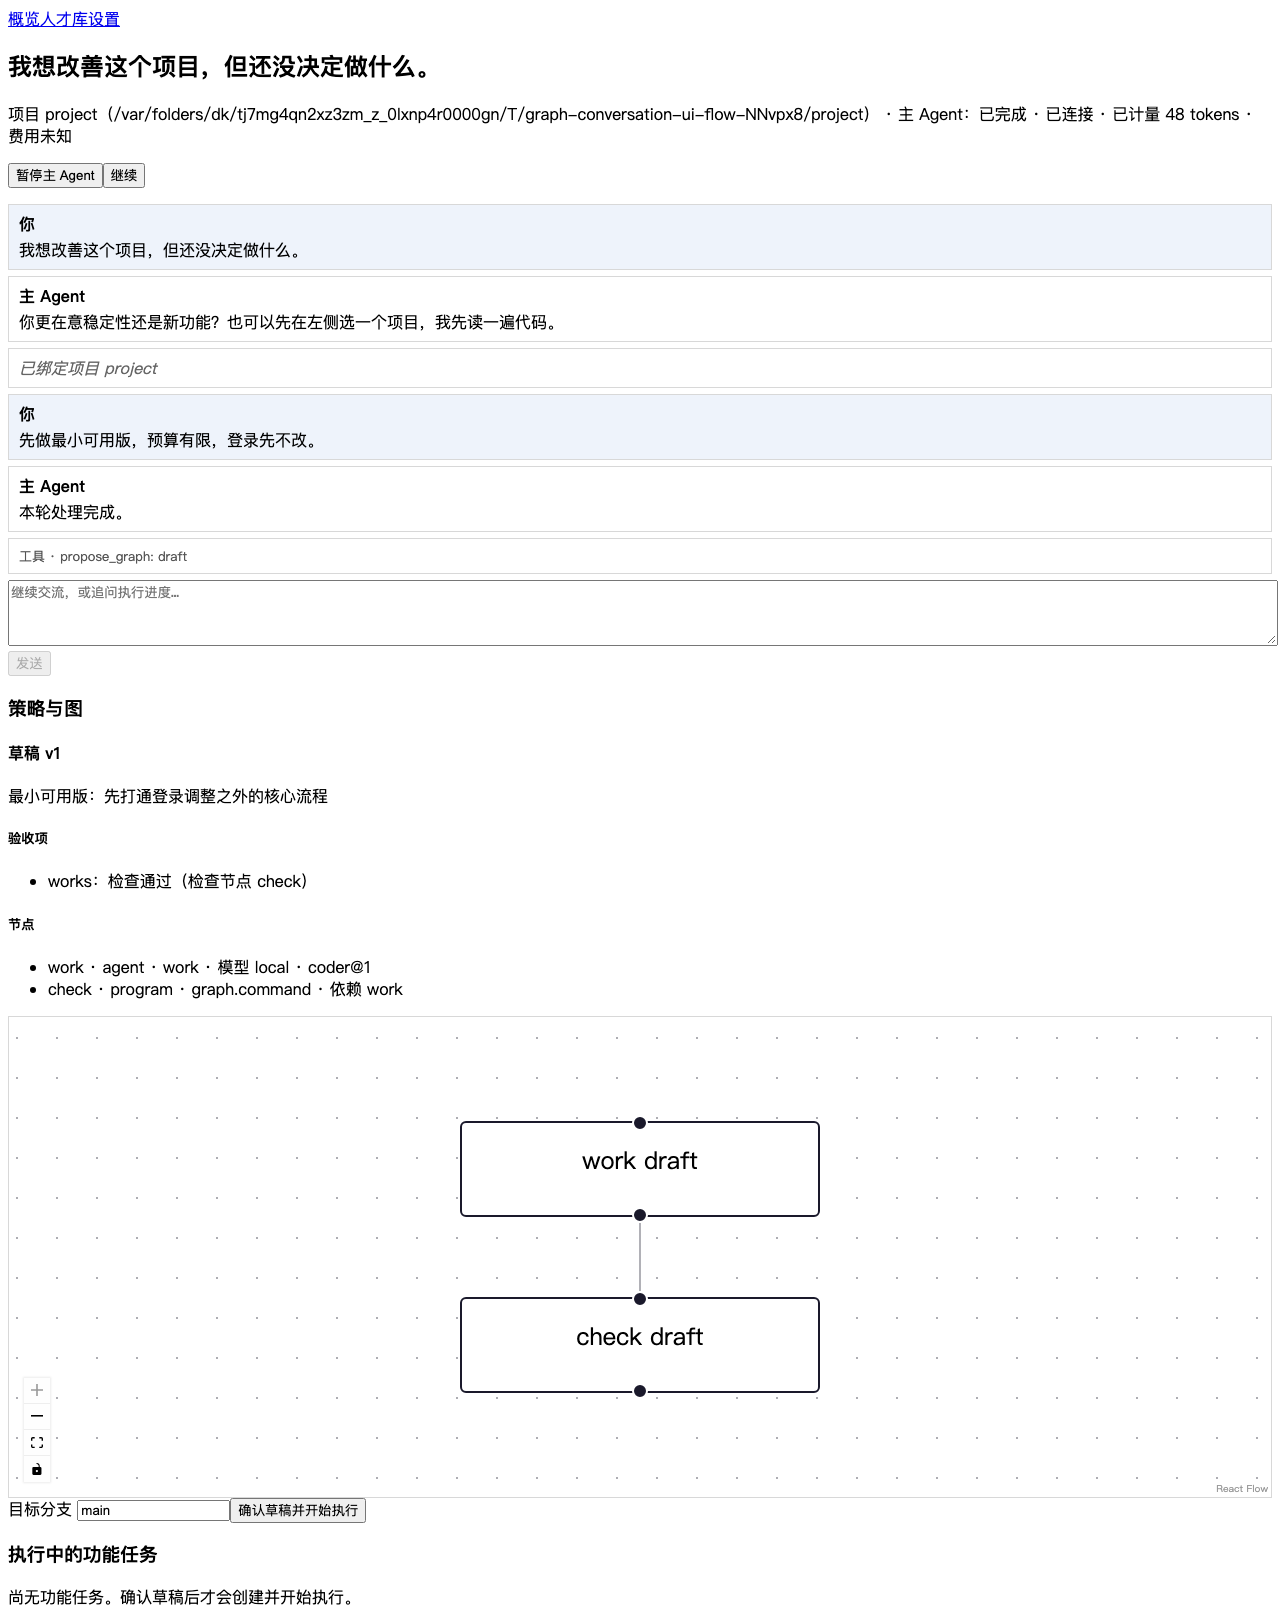 概览人才库设置
我想改善这个项目，但还没决定做什么。
项目 project（/var/folders/dk/tj7mg4qn2xz3zm_z_0lxnp4r0000gn/T/graph-conversation-ui-flow-NNvpx8/project） · 主 Agent：已完成 · 已连接 · 已计量 48 tokens ·
费用未知
暂停主 Agent 继续
你
我想改善这个项目，但还没决定做什么。
主 Agent
你更在意稳定性还是新功能？也可以先在左侧选一个项目，我先读一遍代码。
已绑定项目 project
你
先做最小可用版，预算有限，登录先不改。
主 Agent
本轮处理完成。
工具 · propose_graph: draft
继续交流，或追问执行进度…
发送
策略与图
草稿 v1
最小可用版：先打通登录调整之外的核心流程
验收项
works：检查通过（检查节点 check）
节点
work · agent · work · 模型 local · coder@1
check · program · graph.command · 依赖 work
work draft
check draft
React Flow
目标分支 main 确认草稿并开始执行
执行中的功能任务
尚无功能任务。确认草稿后才会创建并开始执行。